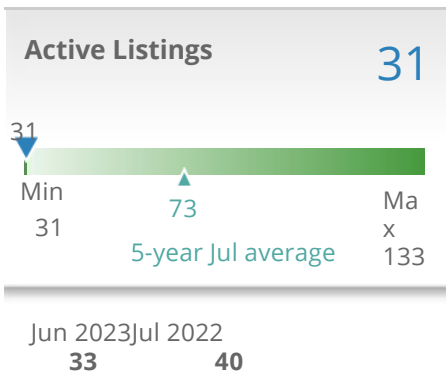 Active Listings
31
31
Min
31
73
5-year Jul average
Ma
x
133
Jun 2023Jul 2022
33 40